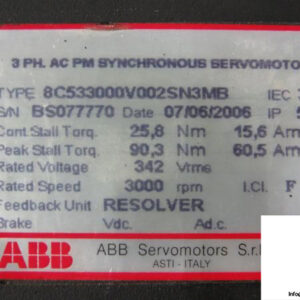 3 PH. AC PM SYNCHRONOUS SERVOMOTO
TYPE 8C533000V002SN3MB IEC 3
S/N BS077770 Date 07/06/2006 IP
Cont Stall Torq. 25,8 Nm 15,6 Arm
Peak Stall Torq. 90,3 Nm 60,5 Arm
Rated Voltage 342 Vrms
Rated Speed 3000 rpm I.Cl F
Feedback Unit RESOLVER
Brake Vdc. Adc.
ABB ABB Servomotors S.r.l
ASTI - ITALY